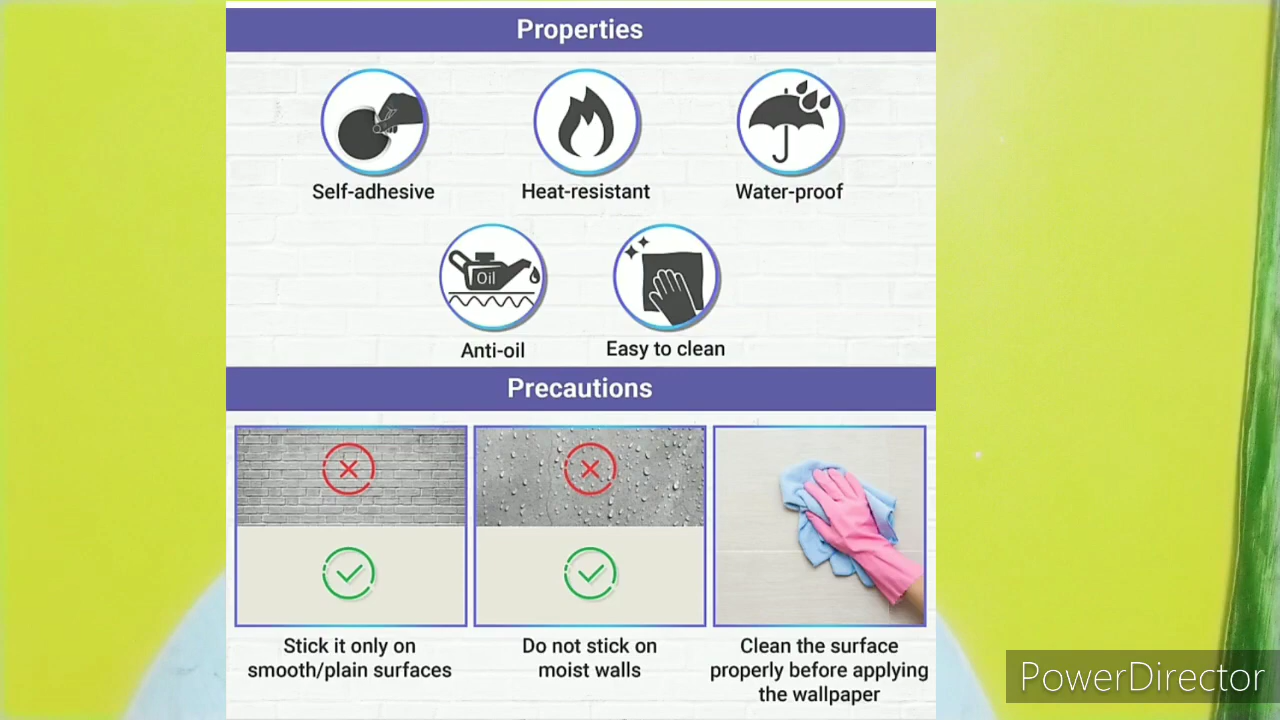 Properties
Self-adhesive
Heat-resistant
Water-proof
Oil
Anti-oil
Easy to clean
Precautions
Stick it only on
smooth/plain surfaces
Do not stick on
moist walls
Clean the surface
properly before applying
the wallpaper
PowerDirector